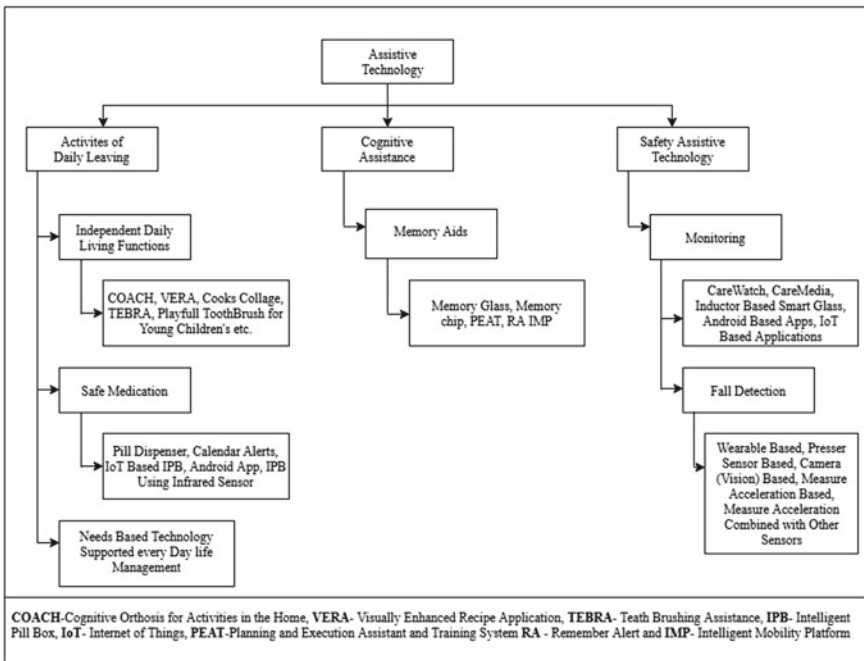 Assistive
Technology
Activites of
Daily Leaving
Cognitive
Assistance
Safety Assistive
Technology
Independent Daily
Living Functions
COACH, VERA, Cooks Collage,
TEBRA, Playfull ToothBrush for
Young Children's etc.
Safe Medication
Pill Dispenser, Calendar Alerts,
IoT Based IPB, Android App, IPB
Using Infrared Sensor
Needs Based Technology
Supported every Day life
Management
Memory Aids
Memory Glass, Memory
chip, PEAT, RA IMP
Monitoring
CareWatch, CareMedia,
Inductor Based Smart Glass,
Android Based Apps, IoT
Based Applications
Fall Detection
Wearable Based, Presser
Sensor Based, Camera
(Vision) Based, Measure
Acceleration Based,
Measure Acceleration
Combined with Other
Sensors
COACH-Cognitive Orthosis for Activities in the Home, VERA- Visually Enhanced Recipe Application, TEBRA- Teath Brushing Assistance, IPB- Intelligent
Pill Box, IoT- Internet of Things, PEAT-Planning and Execution Assistant and Training System RA - Remember Alert and IMP- Intelligent Mobility Platform